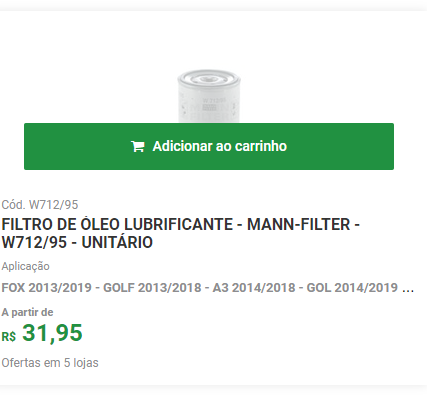 Adicionar ao carrinho
Cód. W712/95
FILTRO DE ÓLEO LUBRIFICANTE - MANN-FILTER -
W712/95 - UNITÁRIO
Aplicação
FOX 2013/2019 - GOLF 2013/2018 - A3 2014/2018 - GOL 2014/2019 ...
A partir de
R$ 31,95
Ofertas em 5 lojas